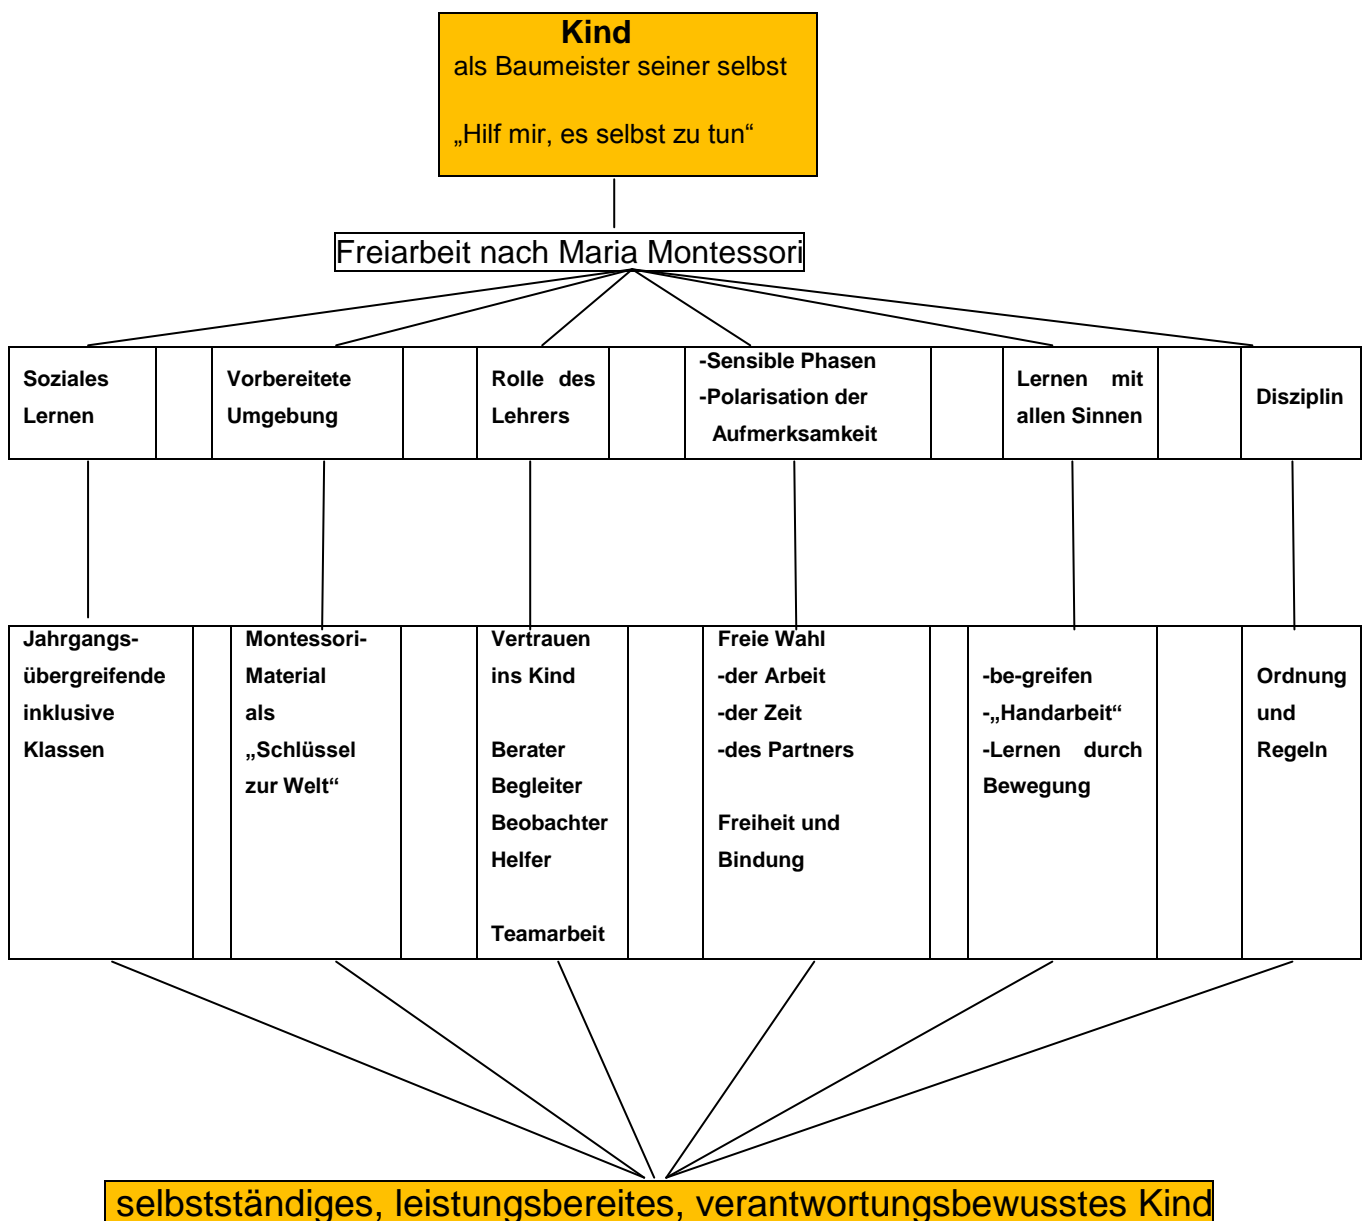 Kind
als Baumeister seiner selbst
„Hilf mir, es selbst zu tun“
Freiarbeit nach Maria Montessori
Soziales
Lernen
Vorbereitete
Umgebung
Rolle des
Lehrers
-Sensible Phasen
-Polarisation der
Aufmerksamkeit
Lernen mit
allen Sinnen
Disziplin
Jahrgangs-
übergreifende
inklusive
Klassen
Montessori-
Material
als
„Schlüssel
zur Welt“
Vertrauen
ins Kind
Berater
Begleiter
Beobachter
Helfer
Teamarbeit
Freie Wahl
-der Arbeit
-der Zeit
-des Partners
Freiheit und
Bindung
-be-greifen
-„Handarbeit“
-Lernen durch
Bewegung
Ordnung
und
Regeln
selbstständiges, leistungsbereites, verantwortungsbewusstes Kind